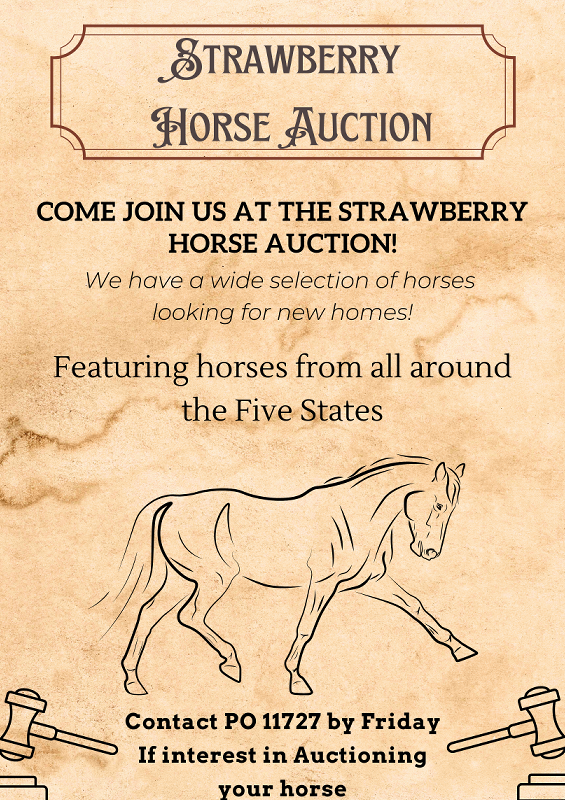 Strawberry
Horse Auction
COME JOIN US AT THE STRAWBERRY
HORSE AUCTION!
We have a wide selection of horses
looking for new homes!
Featuring horses from all around
the Five States
Contact PO 11727 by Friday
If interest in Auctioning
your horse